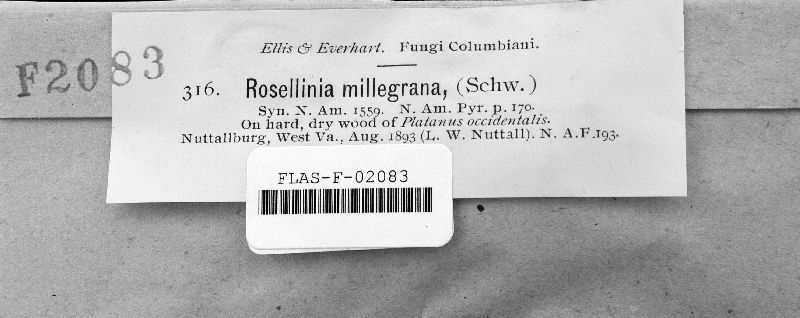 F2083
Ellis & Everhart. Fungi Columbiani.
316. Rosellinia millegrana, (Schw.)
Syn. N. Am. 1559. N. Am. Pyr. p. 170.
On hard, dry wood of Platanus occidentalis.
Nuttallburg, West Va., Aug. 1893 (L. W. Nuttall). N. A.F.193.
FLAS-F-02083